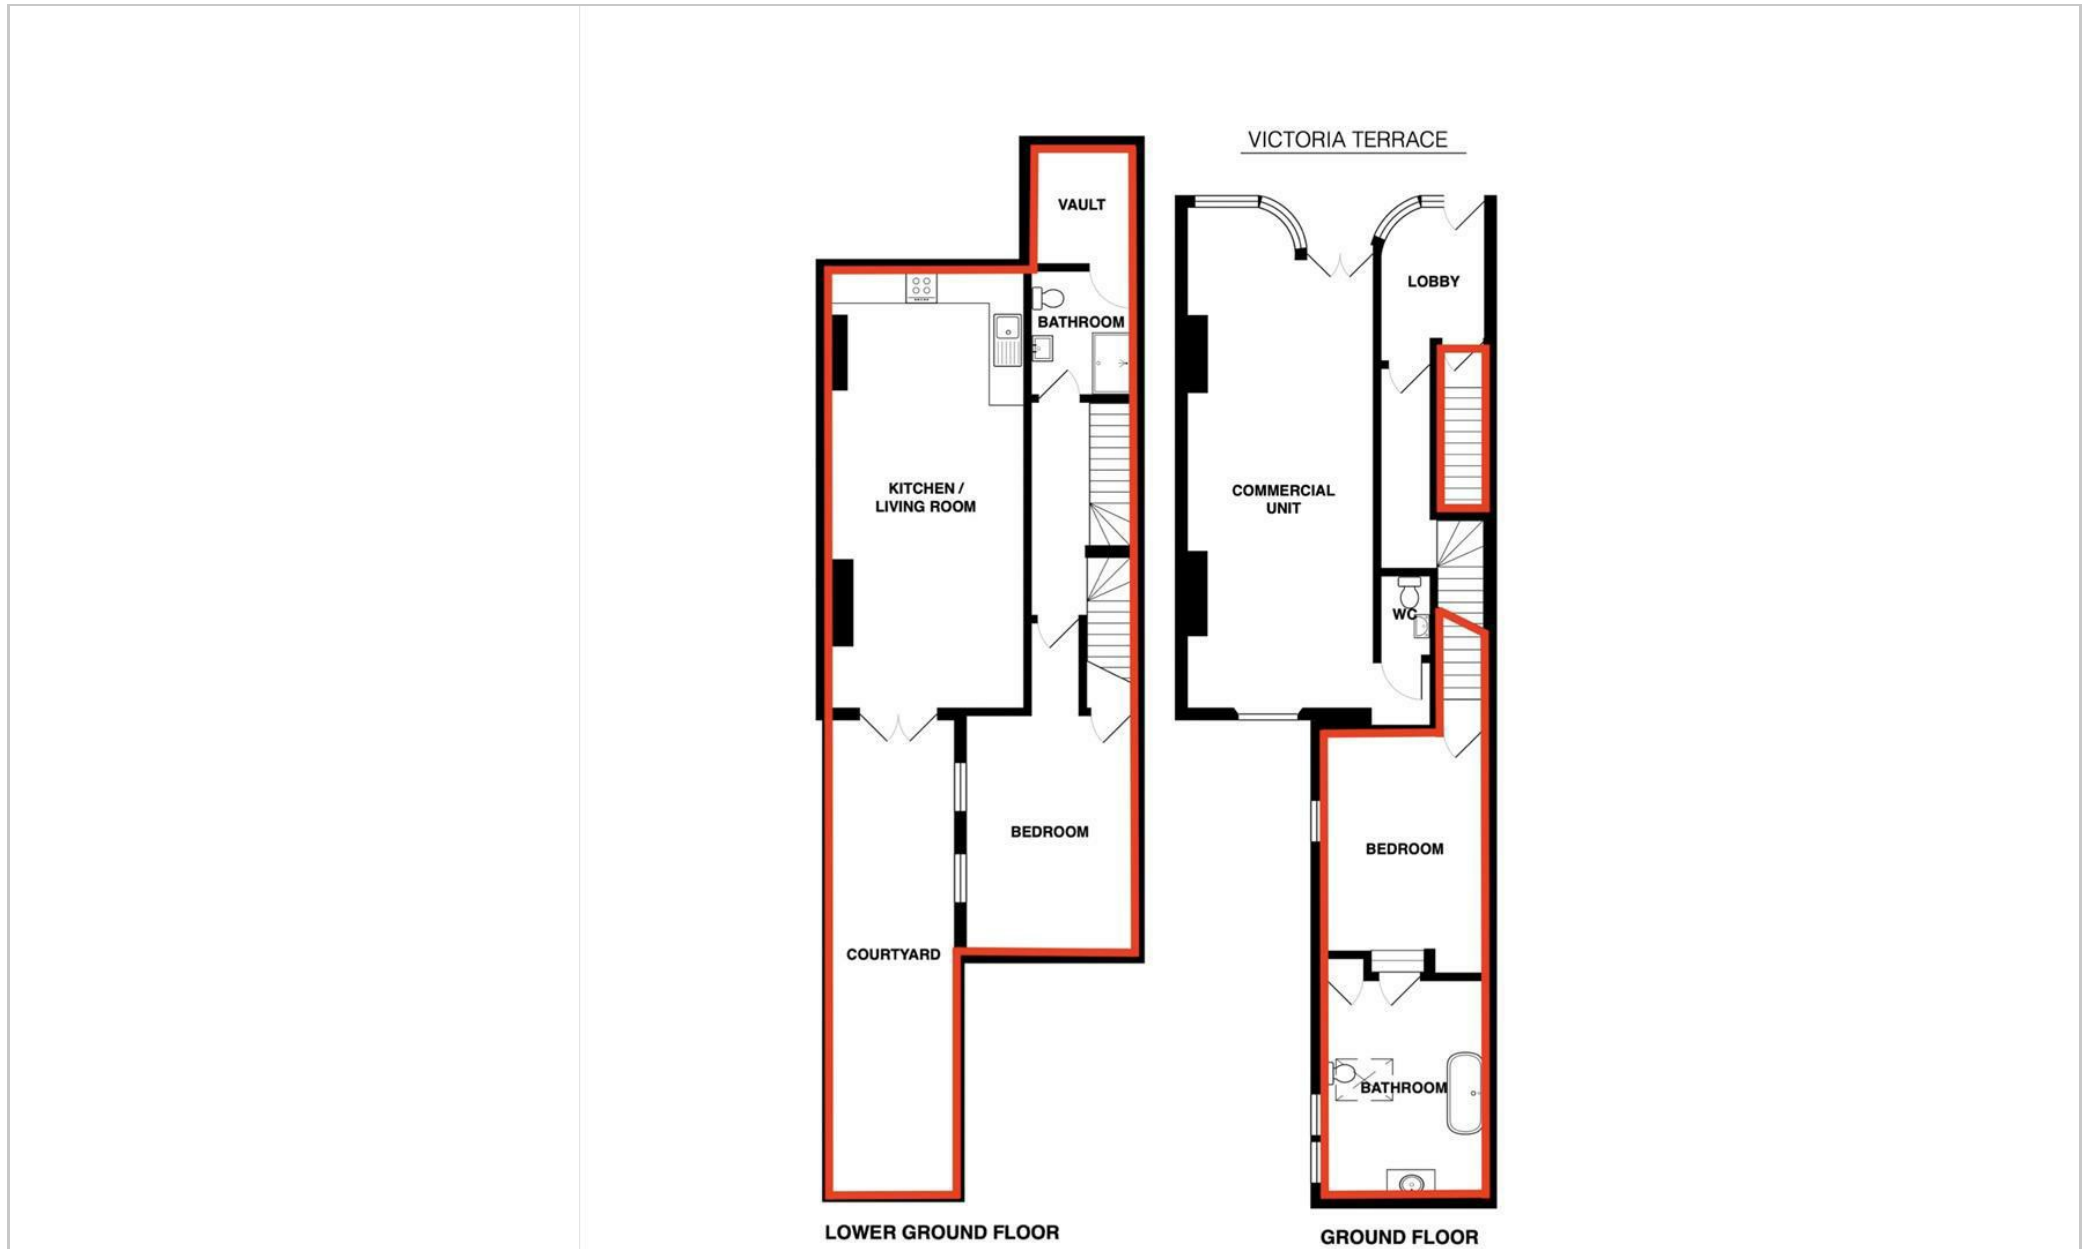 VICTORIA TERRACE
VAULT
BATHROOM
KITCHEN /
LIVING ROOM
BEDROOM
COURTYARD
LOWER GROUND FLOOR
LOBBY
COMMERCIAL
UNIT
WC
BEDROOM
BATHROOM
GROUND FLOOR